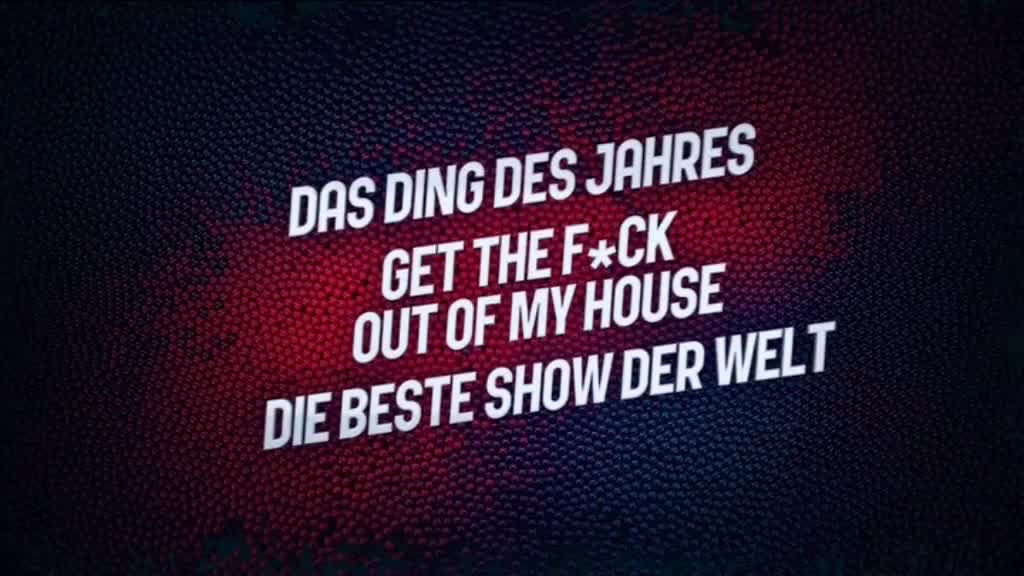 DAS DING DES JAHRES
GET THE F*CK
OUT OF MY HOUSE
DIE BESTE SHOW DER WELT